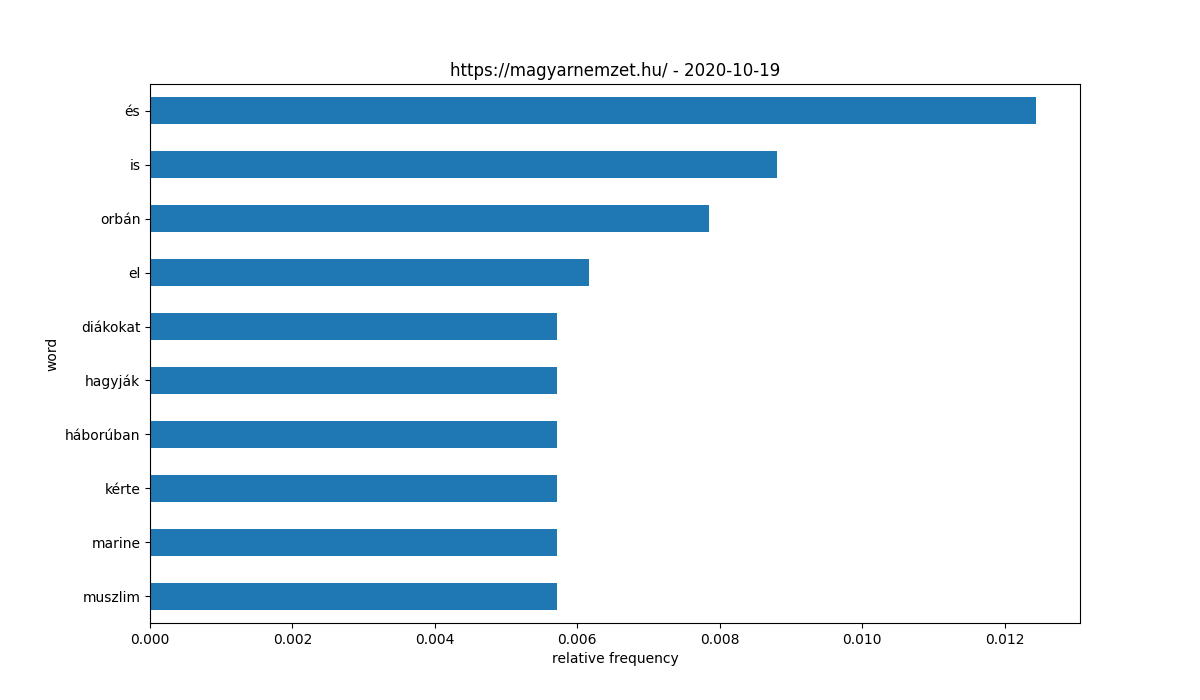 https://magyarnemzet.hu/ - 2020-10-19
és
is
orbán
el
diákokat
hagyják
háborúban
kérte
marine
muszlim
word
0.000 0.002 0.004 0.006 0.008 0.010 0.012
relative frequency